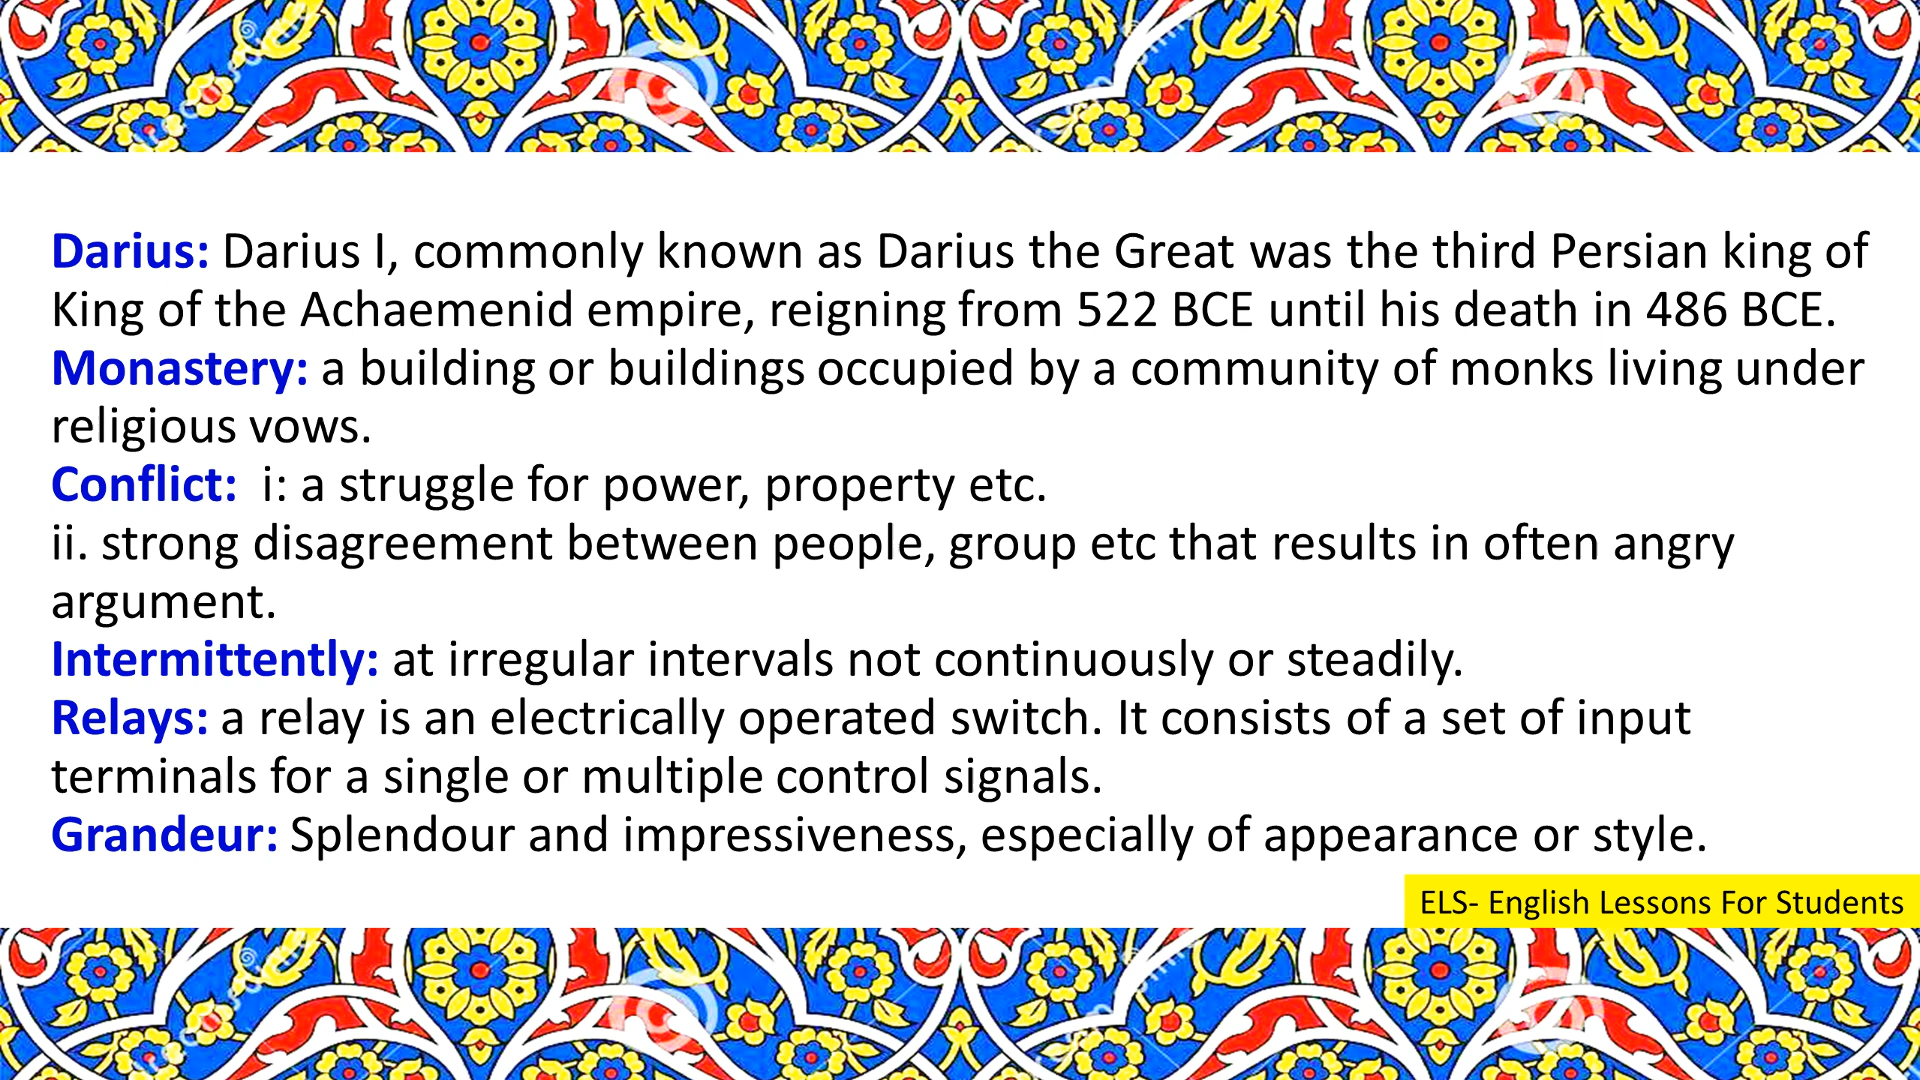 Darius: Darius I, commonly known as Darius the Great was the third Persian king of
King of the Achaemenid empire, reigning from 522 BCE until his death in 486 BCE.
Monastery: a building or buildings occupied by a community of monks living under
religious vows.
Conflict:  i: a struggle for power, property etc.
ii. strong disagreement between people, group etc that results in often angry
argument.
Intermittently: at irregular intervals not continuously or steadily.
Relays: a relay is an electrically operated switch. It consists of a set of input
terminals for a single or multiple control signals.
Grandeur: Splendour and impressiveness, especially of appearance or style.
ELS- English Lessons For Students